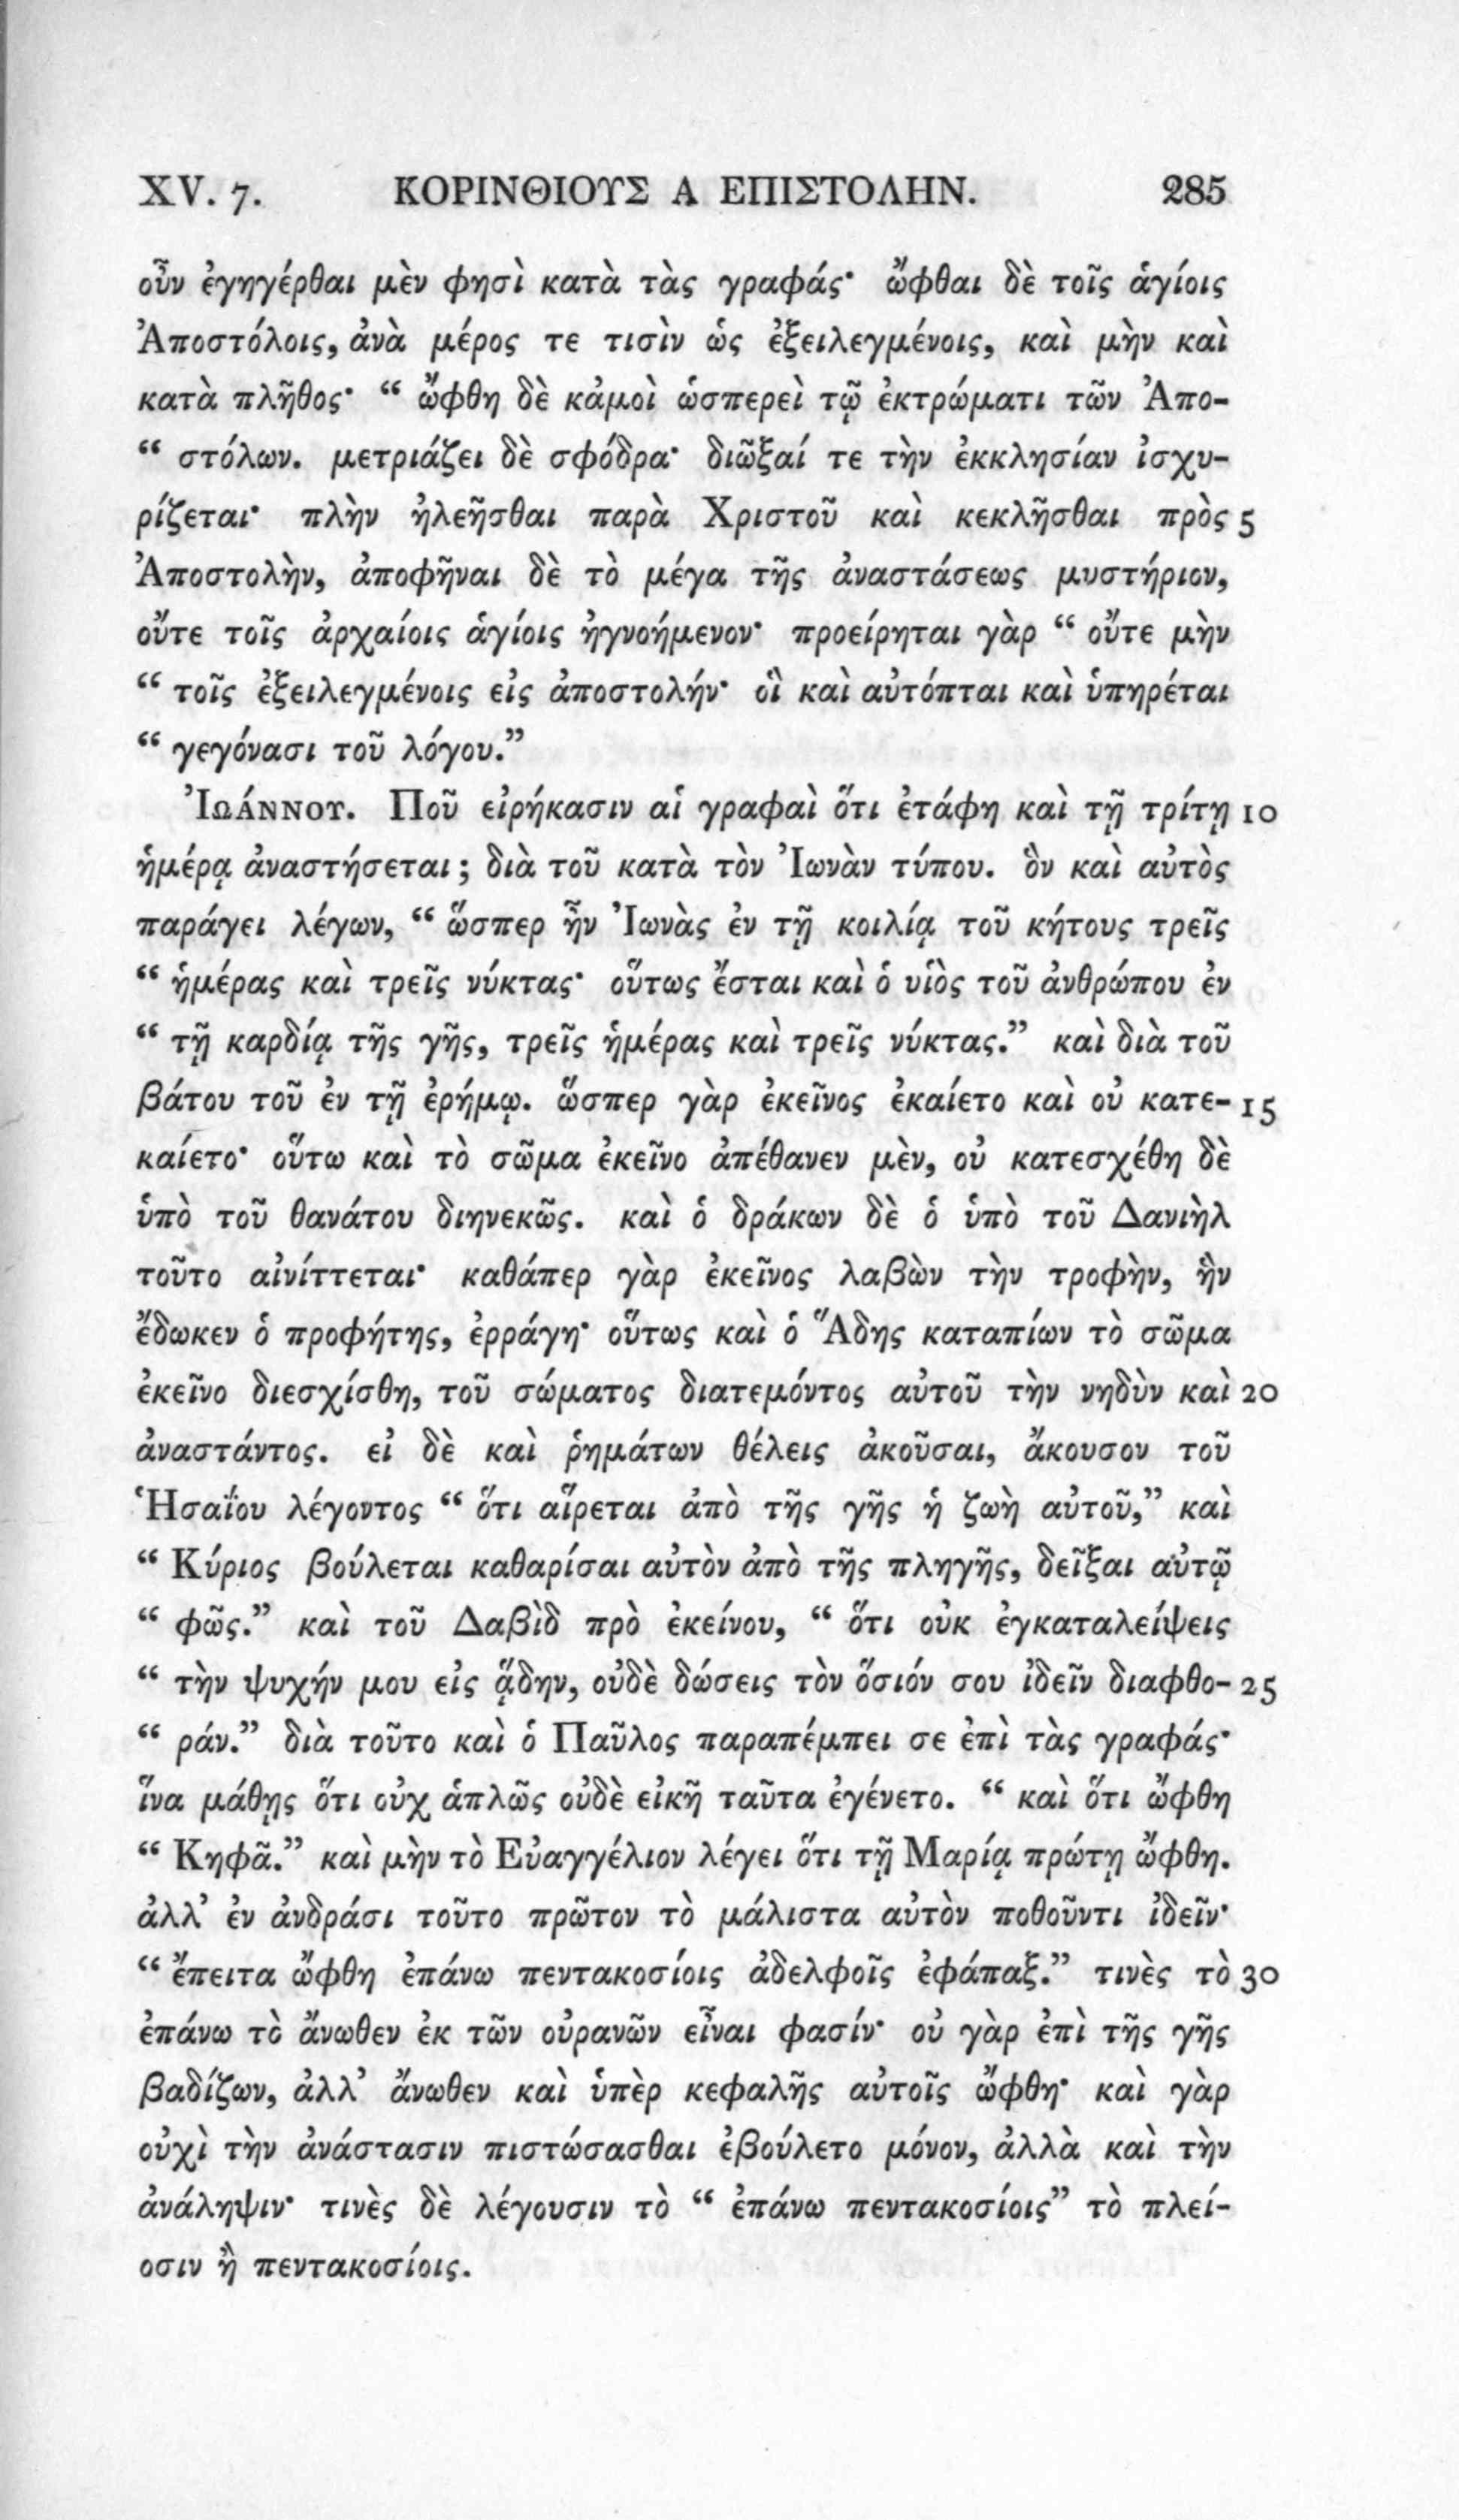 XV. 7. ΚΟΡΙΝΘΙΟΥΣ Α ΕΠΙΣΤΟΛΗΝ. 285
οὖν ἐγηγέρθαι μὲν φησὶ κατὰ τὰς γραφάς· ὦφθαι δὲ τοῖς ἁγίοις
Ἀποστόλοις, ἀνὰ μέρος τε τισὶν ὡς ἐξειλεγμένοις, καὶ μὴν καὶ
κατὰ πλῆθος· “ ὤφθη δὲ κἀμοὶ ὡσπερεὶ τῷ ἐκτρώματι τῶν Ἀπο-
“ στόλων. μετριάζει δὲ σφόδρα· διῶξαί τε τὴν ἐκκλησίαν ἰσχυ-
ρίζεται· πλὴν ἠλεῆσθαι παρὰ Χριστοῦ καὶ κεκλῆσθαι πρὸς 5
Ἀποστολὴν, ἀποφῆναι δὲ τὸ μέγα τῆς ἀναστάσεως μυστήριον,
οὔτε τοῖς ἀρχαίοις ἁγίοις ἠγνοήμενον· προείρηται γὰρ “ οὔτε μὴν
“ τοῖς ἐξειλεγμένοις εἰς ἀποστολήν· οἳ καὶ αὐτόπται καὶ ὑπηρέται
“ γεγόνασι τοῦ λόγου.”
Ἰωάννου. Ποῦ εἰρήκασιν αἱ γραφαὶ ὅτι ἐτάφη καὶ τῇ τρίτῃ 10
ἡμέρᾳ ἀναστήσεται; διὰ τοῦ κατὰ τὸν Ἰωνὰν τύπου. ὃν καὶ αὐτὸς
παράγει λέγων, “ ὥσπερ ἦν Ἰωνὰς ἐν τῇ κοιλίᾳ τοῦ κήτους τρεῖς
“ ἡμέρας καὶ τρεῖς νύκτας· οὕτως ἔσται καὶ ὁ υἱὸς τοῦ ἀνθρώπου ἐν
“ τῇ καρδίᾳ τῆς γῆς, τρεῖς ἡμέρας καὶ τρεῖς νύκτας.” καὶ διὰ τοῦ
βάτου τοῦ ἐν τῇ ἐρήμῳ. ὥσπερ γὰρ ἐκεῖνος ἐκαίετο καὶ οὐ κατε- 15
καίετο· οὕτω καὶ τὸ σῶμα ἐκεῖνο ἀπέθανεν μὲν, οὐ κατεσχέθη δὲ
ὑπὸ τοῦ θανάτου διηνεκῶς. καὶ ὁ δράκων δὲ ὁ ὑπὸ τοῦ Δανιὴλ
τοῦτο αἰνίττεται· καθάπερ γὰρ ἐκεῖνος λαβὼν τὴν τροφὴν, ἣν
ἔδωκεν ὁ προφήτης, ἐρράγη· οὕτως καὶ ὁ Ἅδης καταπίων τὸ σῶμα
ἐκεῖνο διεσχίσθη, τοῦ σώματος διατεμόντος αὐτοῦ τὴν νηδὺν καὶ 20
ἀναστάντος. εἰ δὲ καὶ ῥημάτων θέλεις ἀκοῦσαι, ἄκουσον τοῦ
Ἡσαΐου λέγοντος “ ὅτι αἴρεται ἀπὸ τῆς γῆς ἡ ζωὴ αὐτοῦ,” καὶ
“ Κύριος βούλεται καθαρίσαι αὐτὸν ἀπὸ τῆς πληγῆς, δεῖξαι αὐτῷ
“ φῶς.” καὶ τοῦ Δαβὶδ πρὸ ἐκείνου, “ ὅτι οὐκ ἐγκαταλείψεις
“ τὴν ψυχήν μου εἰς ᾅδην, οὐδὲ δώσεις τὸν ὅσιόν σου ἰδεῖν διαφθο- 25
“ ράν.” διὰ τοῦτο καὶ ὁ Παῦλος παραπέμπει σε ἐπὶ τὰς γραφάς·
ἵνα μάθῃς ὅτι οὐχ ἁπλῶς οὐδὲ εἰκῆ ταῦτα ἐγένετο. “ καὶ ὅτι ὤφθη
“ Κηφᾶ.” καὶ μὴν τὸ Εὐαγγέλιον λέγει ὅτι τῇ Μαρίᾳ πρώτῃ ὤφθη.
ἀλλ’ ἐν ἀνδράσι τοῦτο πρῶτον τὸ μάλιστα αὐτὸν ποθοῦντι ἰδεῖν·
“ ἔπειτα ὤφθη ἐπάνω πεντακοσίοις ἀδελφοῖς ἐφάπαξ.” τινὲς τὸ 30
ἐπάνω τὸ ἄνωθεν ἐκ τῶν οὐρανῶν εἶναι φασίν· οὐ γὰρ ἐπὶ τῆς γῆς
βαδίζων, ἀλλ’ ἄνωθεν καὶ ὑπὲρ κεφαλῆς αὐτοῖς ὤφθη· καὶ γὰρ
οὐχὶ τὴν ἀνάστασιν πιστώσασθαι ἐβούλετο μόνον, ἀλλὰ καὶ τὴν
ἀνάληψιν· τινὲς δὲ λέγουσιν τὸ “ ἐπάνω πεντακοσίοις” τὸ πλεί-
οσιν ἢ πεντακοσίοις.